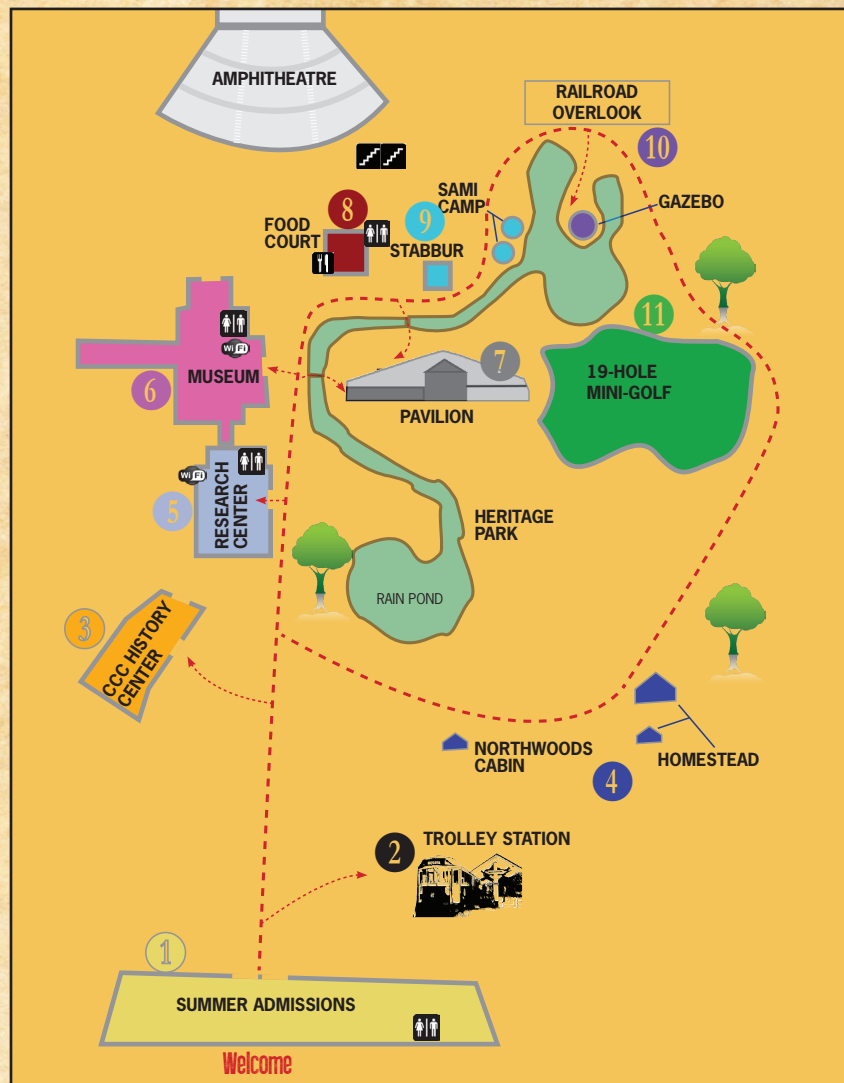 AMPHITHEATRE
RAILROAD
OVERLOOK
10
SAMI
CAMP
GAZEBO
8
FOOD
COURT
9
STABBUR
11
19-HOLE
MINI-GOLF
WiFi
MUSEUM
6
7
PAVILION
WiFi
RESEARCH
CENTER
5
HERITAGE
PARK
RAIN POND
3
CCC HISTORY
CENTER
NORTHWOODS
CABIN
HOMESTEAD
4
2
TROLLEY STATION
1
SUMMER ADMISSIONS
Welcome